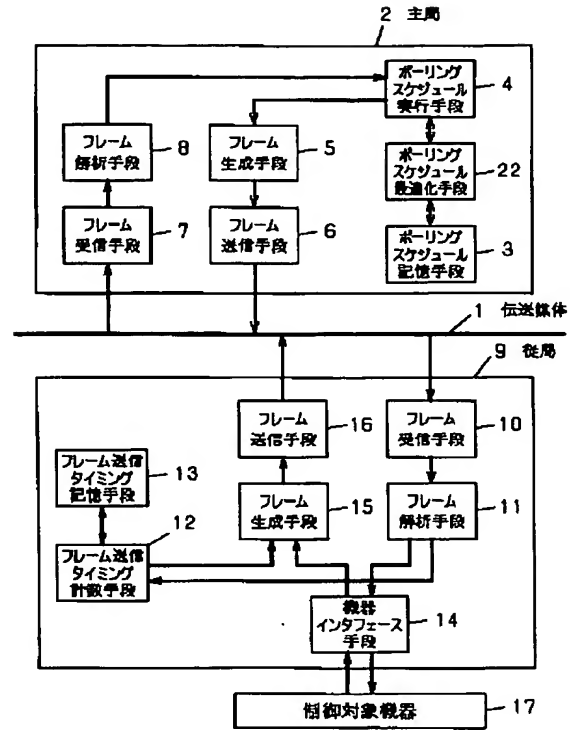 2 主局
ポーリング
スケジュール
実行手段
4
フレーム
解析手段
8
フレーム
生成手段
5
ポーリング
スケジュール
最適化手段
22
フレーム
受信手段
7
フレーム
送信手段
6
ポーリング
スケジュール
記憶手段
3
1 伝送媒体
9 従局
フレーム
送信手段
16
フレーム
受信手段
10
フレーム送信
タイミング
記憶手段
13
フレーム
生成手段
15
フレーム
解析手段
11
12
フレーム送信
タイミング
計数手段
機器
インタフェース
手段
14
制御対象機器
17